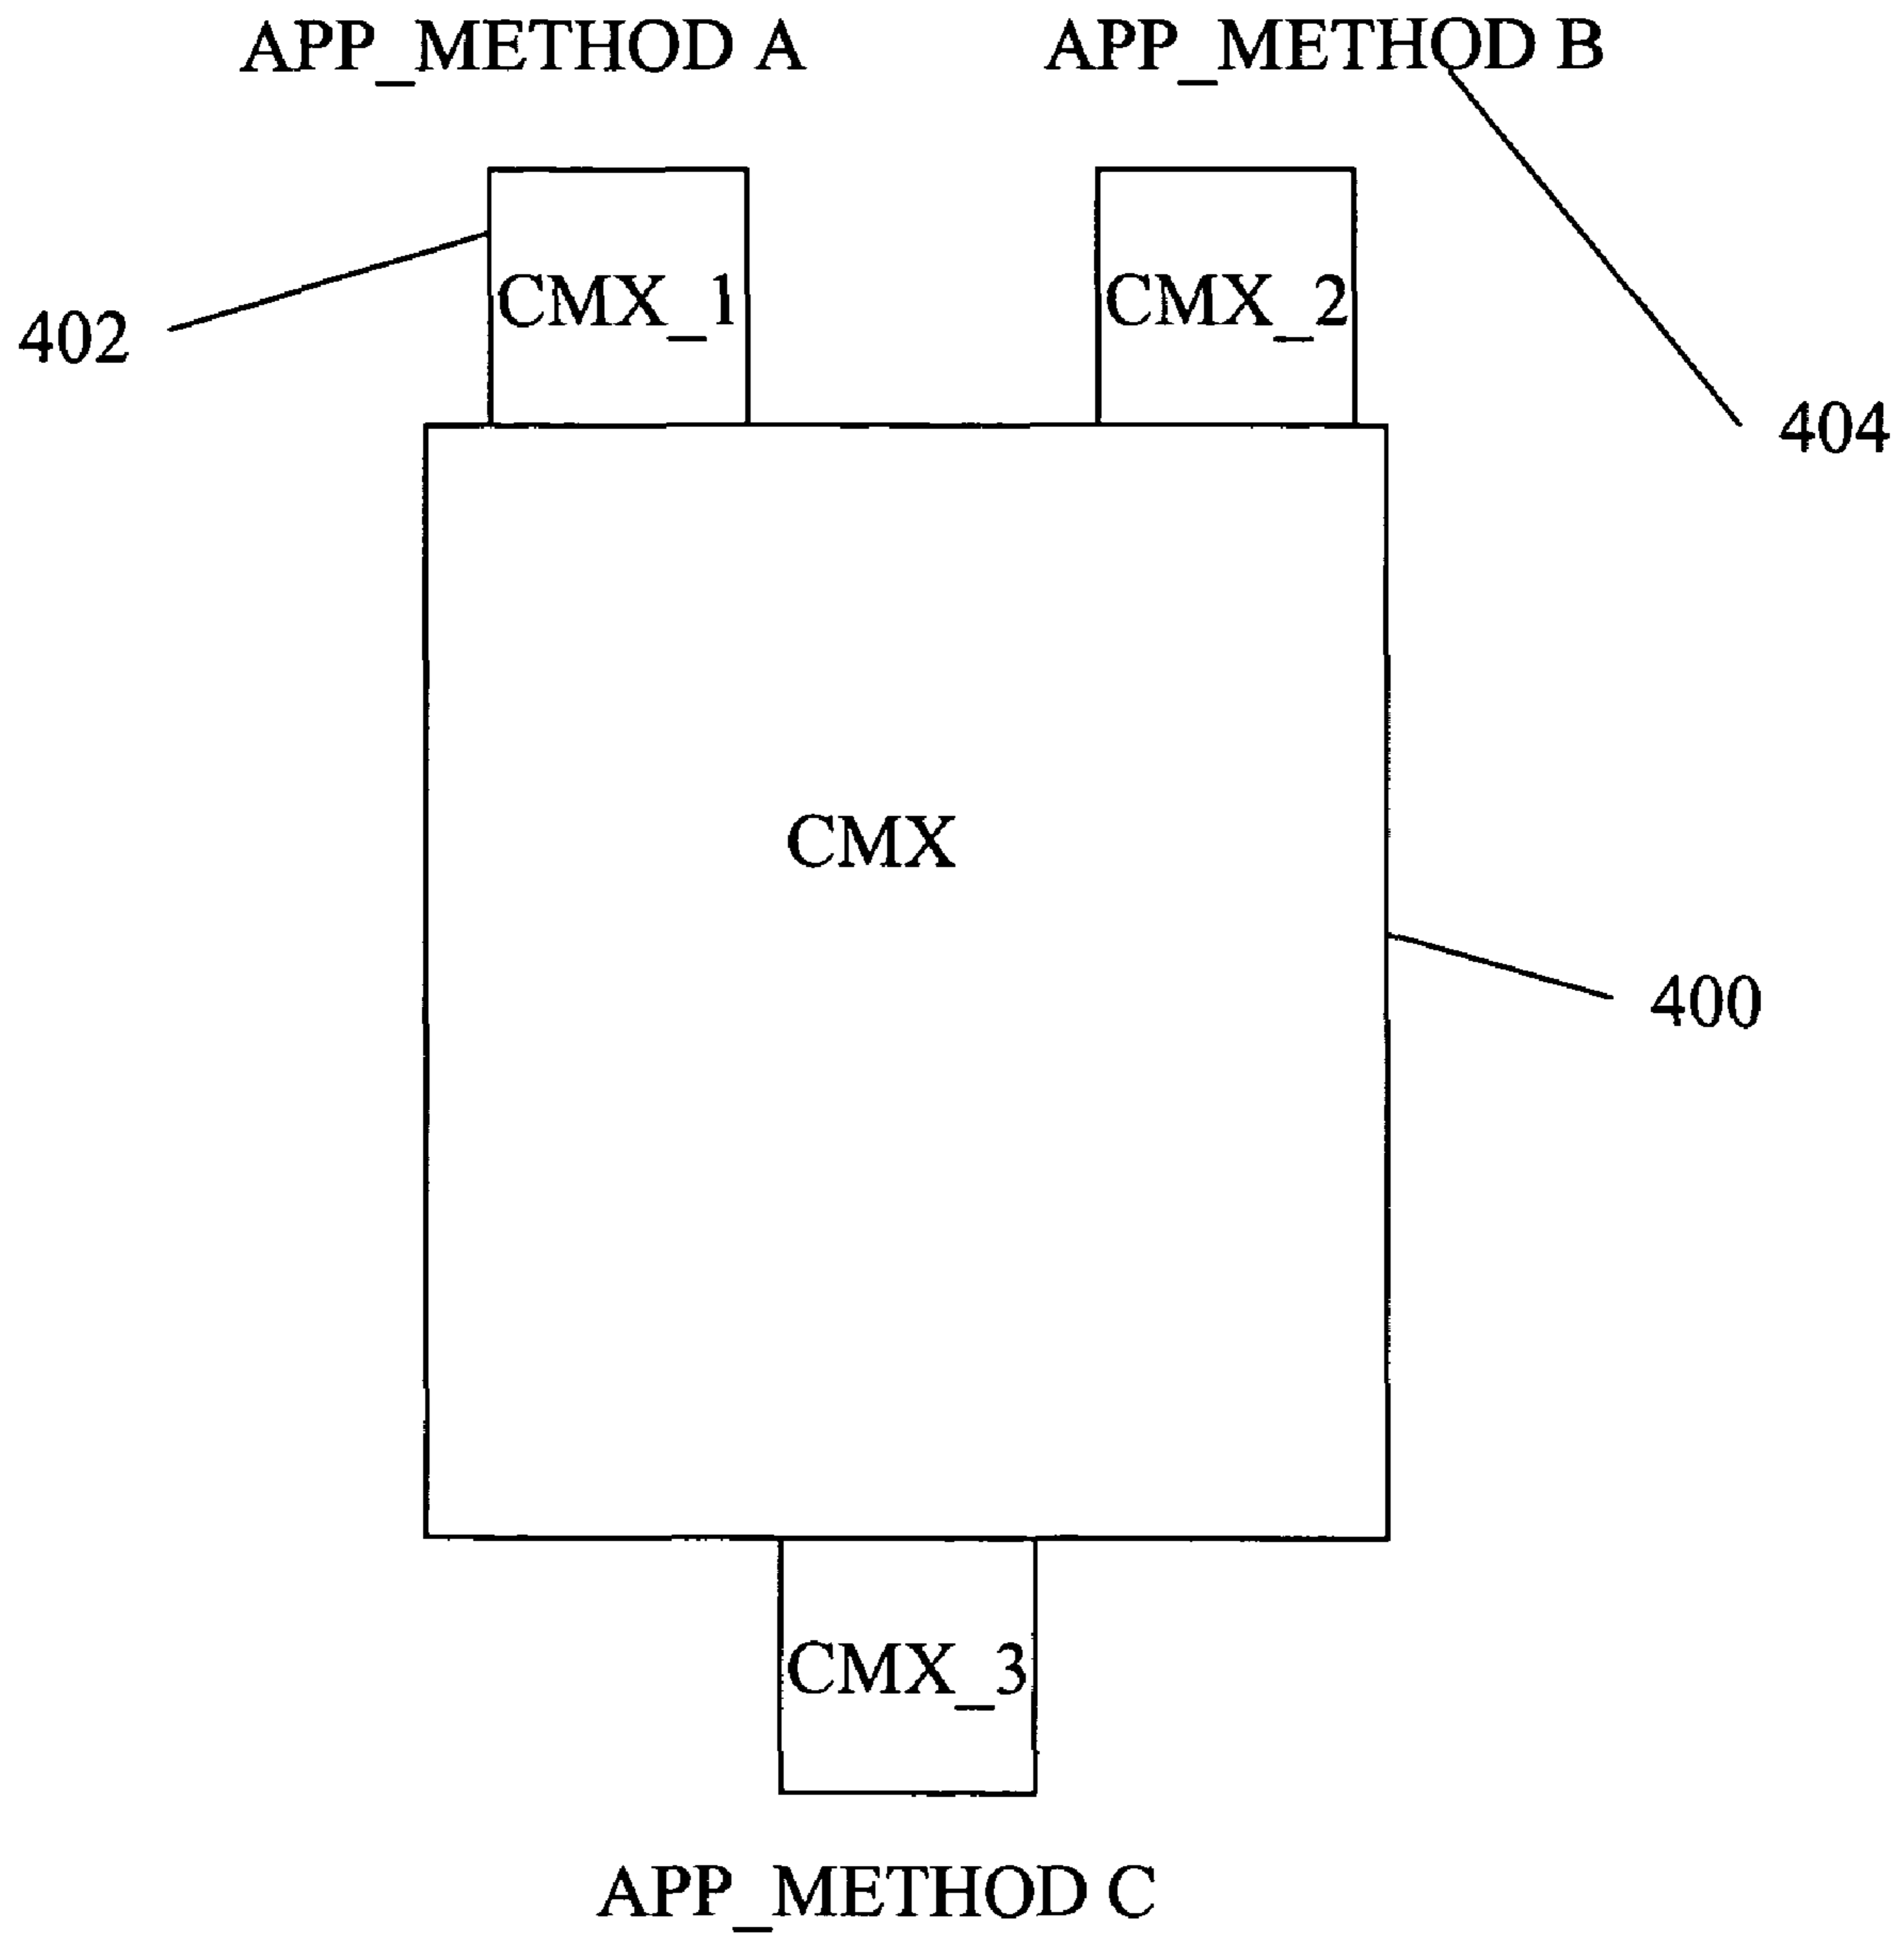 APP_METHOD A
APP_METHOD B
CMX_1
CMX_2
402
404
CMX
400
CMX_3
APP_METHOD C